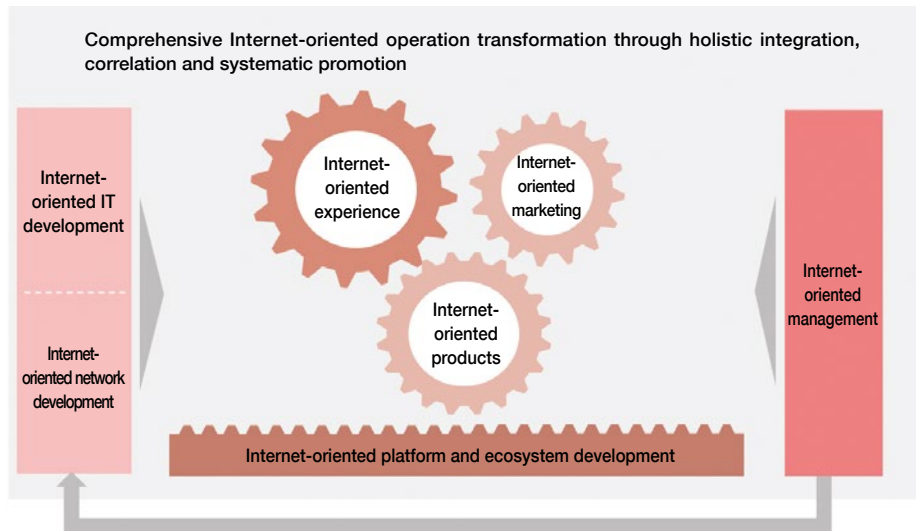 Comprehensive Internet-oriented operation transformation through holistic integration,
correlation and systematic promotion
Internet-
oriented IT
development
Internet-
oriented network
development
Internet-
oriented
experience
Internet-
oriented
marketing
Internet-
oriented
products
Internet-oriented platform and ecosystem development
Internet-
oriented
management